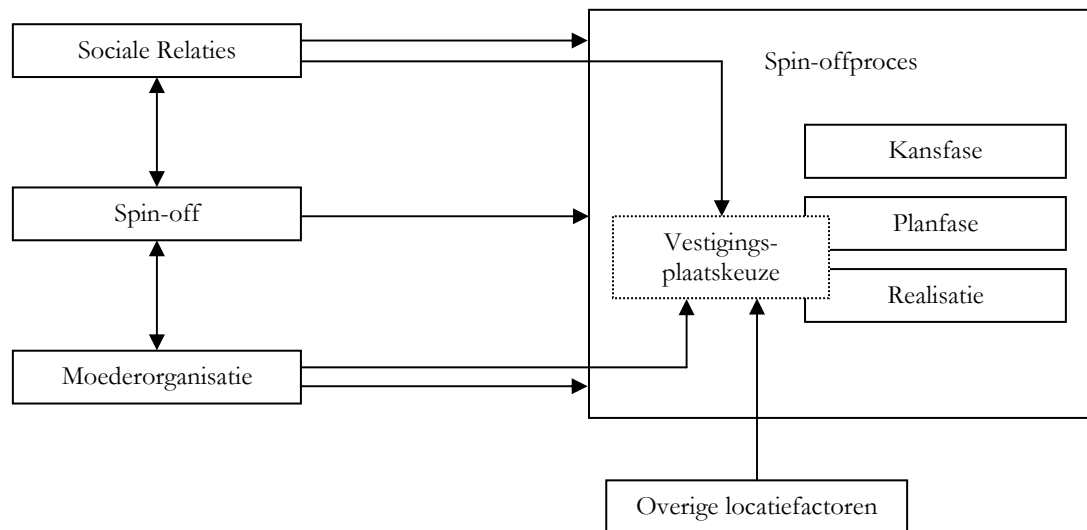 Sociale Relaties
Spin-offproces
Kansfase
Spin-off
Planfase
Vestigings-
plaatskeuze
Realisatie
Moederorganisatie
Overige locatiefactoren